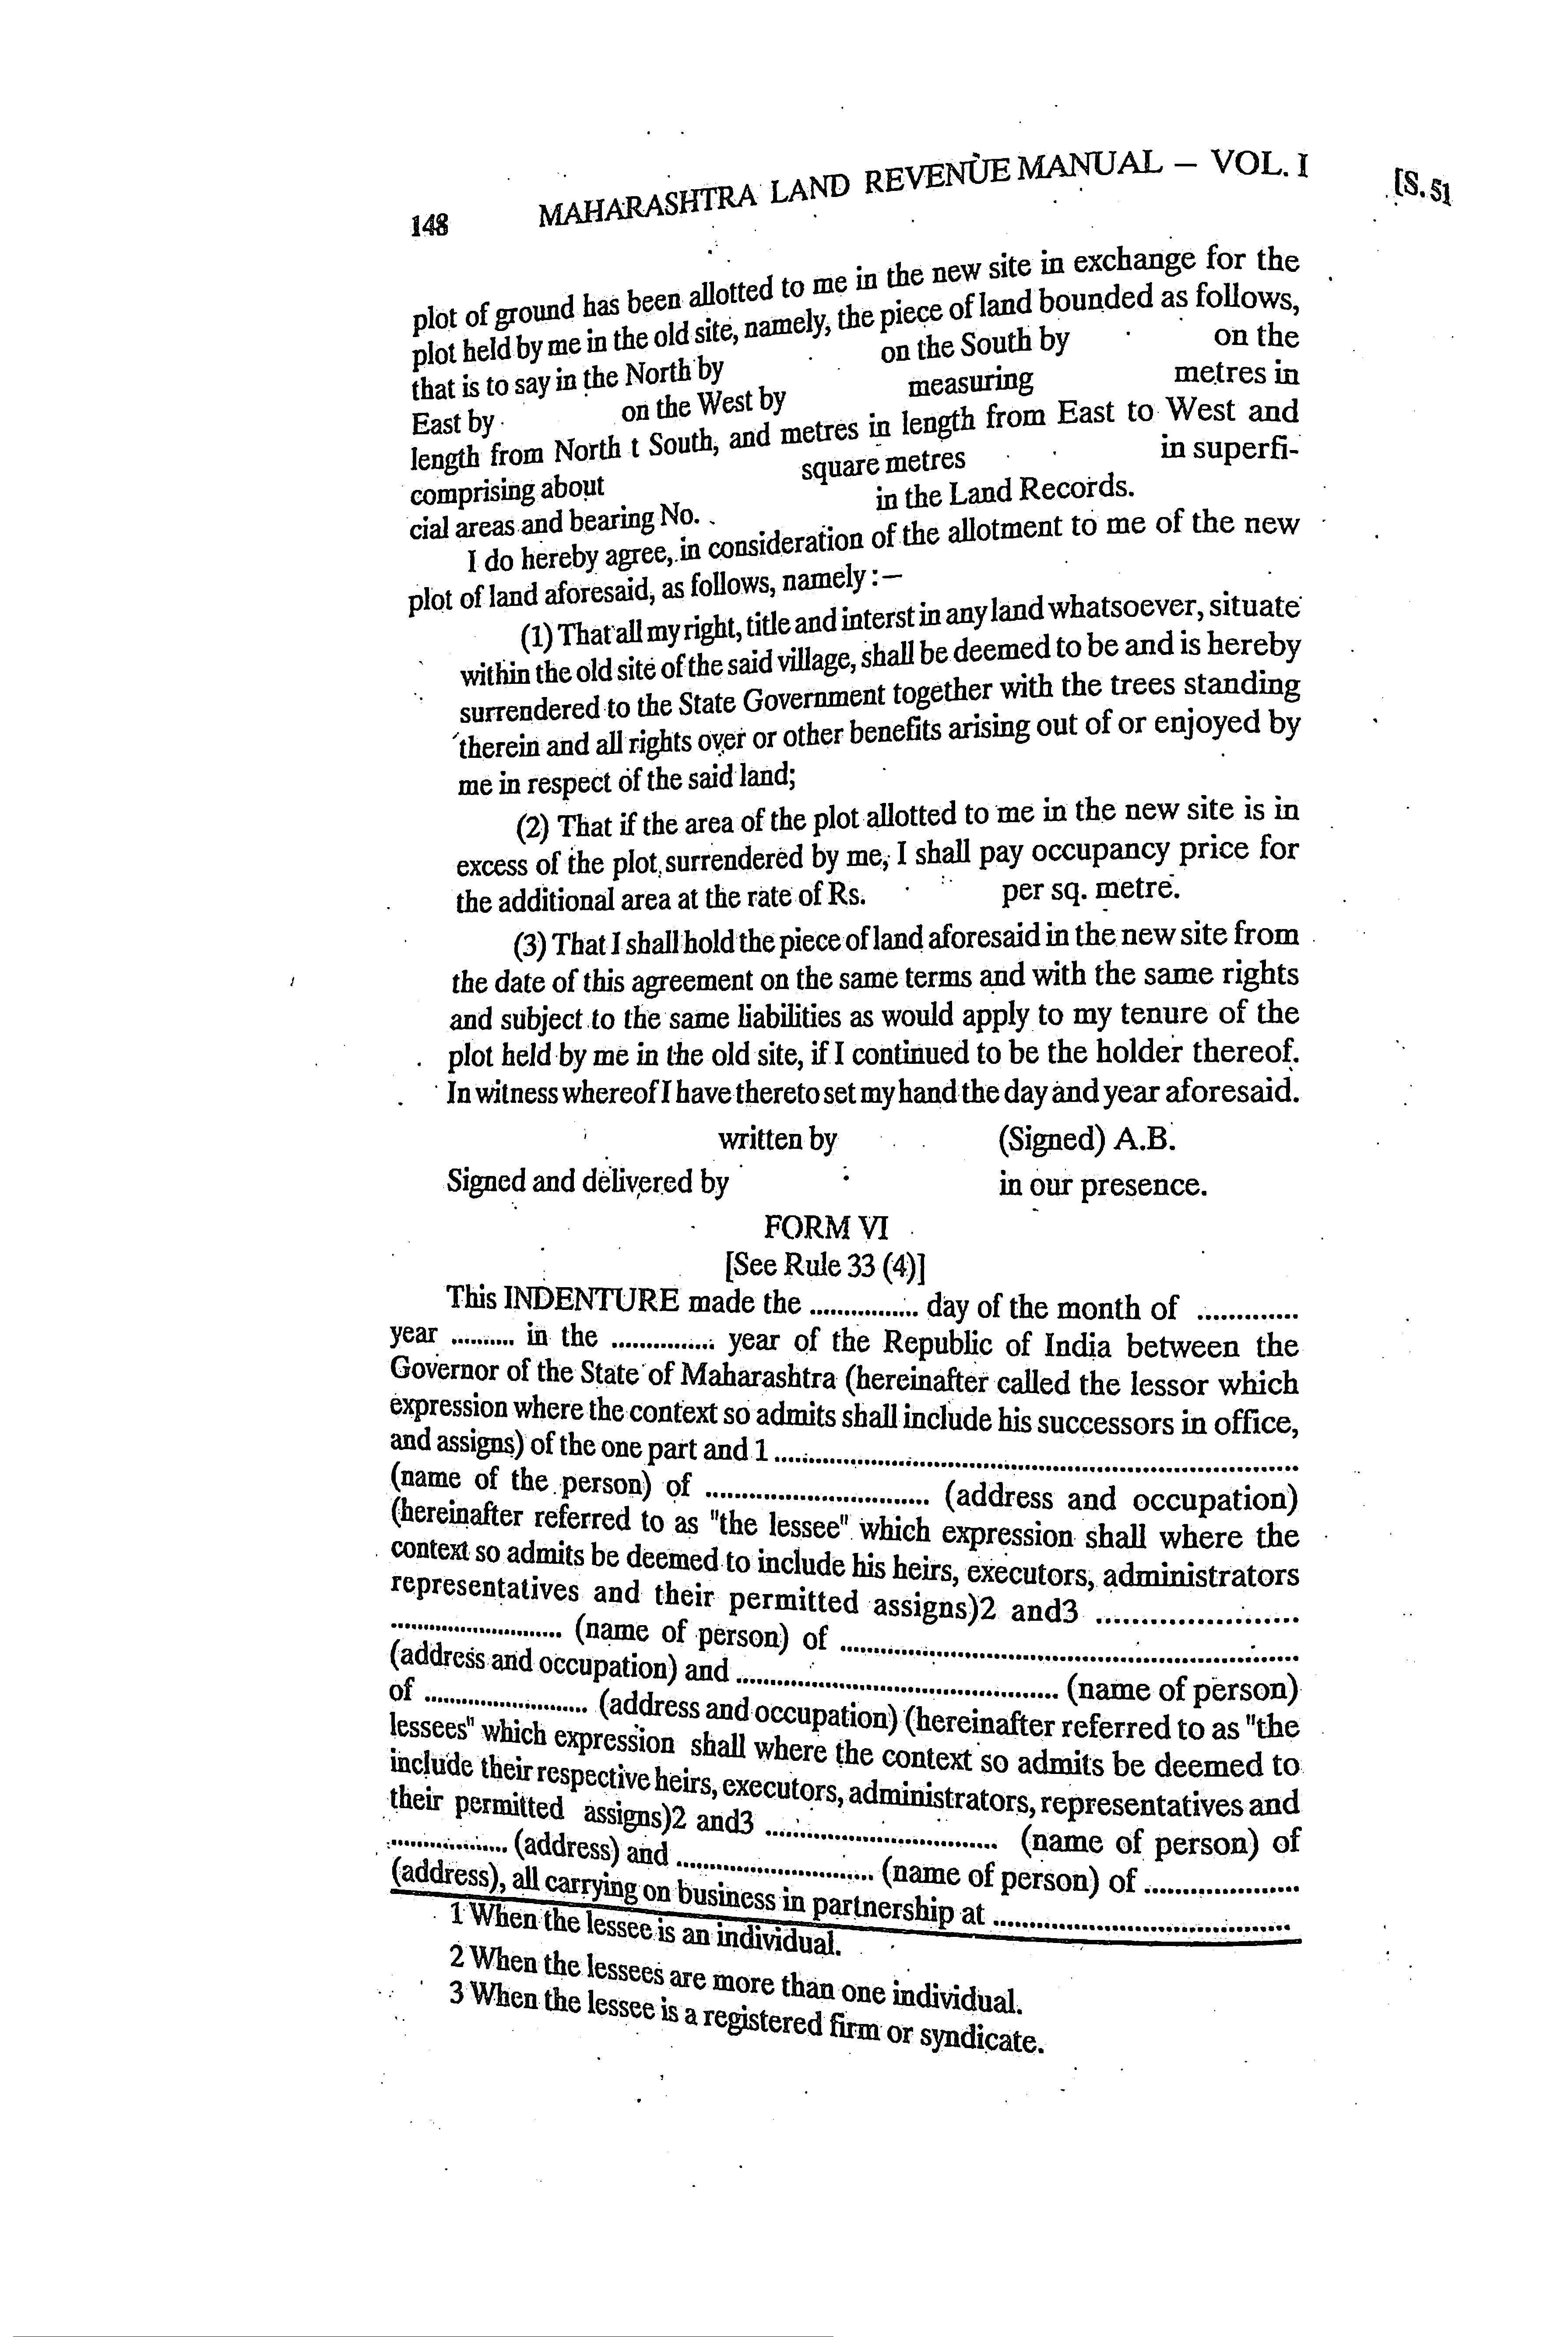 148 MAHARASHTRA LAND REVENUE MANUAL – VOL. I [S. 51
plot of ground has been allotted to me in the new site in exchange for the
plot held by me in the old site, namely, the piece of land bounded as follows,
that is to say in the North by on the South by on the
East by on the West by measuring metres in
length from North t South, and metres in length from East to West and
comprising about square metres in superfi-
cial areas and bearing No. in the Land Records.
I do hereby agree, in consideration of the allotment to me of the new
plot of land aforesaid, as follows, namely :–
(1) That all my right, title and interst in any land whatsoever, situate
within the old site of the said village, shall be deemed to be and is hereby
surrendered to the State Government together with the trees standing
therein and all rights over or other benefits arising out of or enjoyed by
me in respect of the said land;
(2) That if the area of the plot allotted to me in the new site is in
excess of the plot surrendered by me, I shall pay occupancy price for
the additional area at the rate of Rs. per sq. metre.
(3) That I shall hold the piece of land aforesaid in the new site from
the date of this agreement on the same terms and with the same rights
and subject to the same liabilities as would apply to my tenure of the
plot held by me in the old site, if I continued to be the holder thereof.
In witness whereof I have thereto set my hand the day and year aforesaid.
written by (Signed) A.B.
Signed and delivered by in our presence.
FORM VI
[See Rule 33 (4)]
This INDENTURE made the ............... day of the month of .............
year .......... in the ............... year of the Republic of India between the
Governor of the State of Maharashtra (hereinafter called the lessor which
expression where the context so admits shall include his successors in office,
and assigns) of the one part and 1 ......................................................
(name of the person) of ............................... (address and occupation)
(hereinafter referred to as "the lessee" which expression shall where the
context so admits be deemed to include his heirs, executors, administrators
representatives and their permitted assigns)2 and3 ......................
......................... (name of person) of ......................................................
(address and occupation) and ............................................. (name of person)
of ....................... (address and occupation) (hereinafter referred to as "the
lessees" which expression shall where the context so admits be deemed to
include their respective heirs, executors, administrators, representatives and
their permitted assigns)2 and3 ................................ (name of person) of
................. (address) and ........................... (name of person) of .....................
(address), all carrying on business in partnership at ........................................
1 When the lessee is an individual.
2 When the lessees are more than one individual.
3 When the lessee is a registered firm or syndicate.